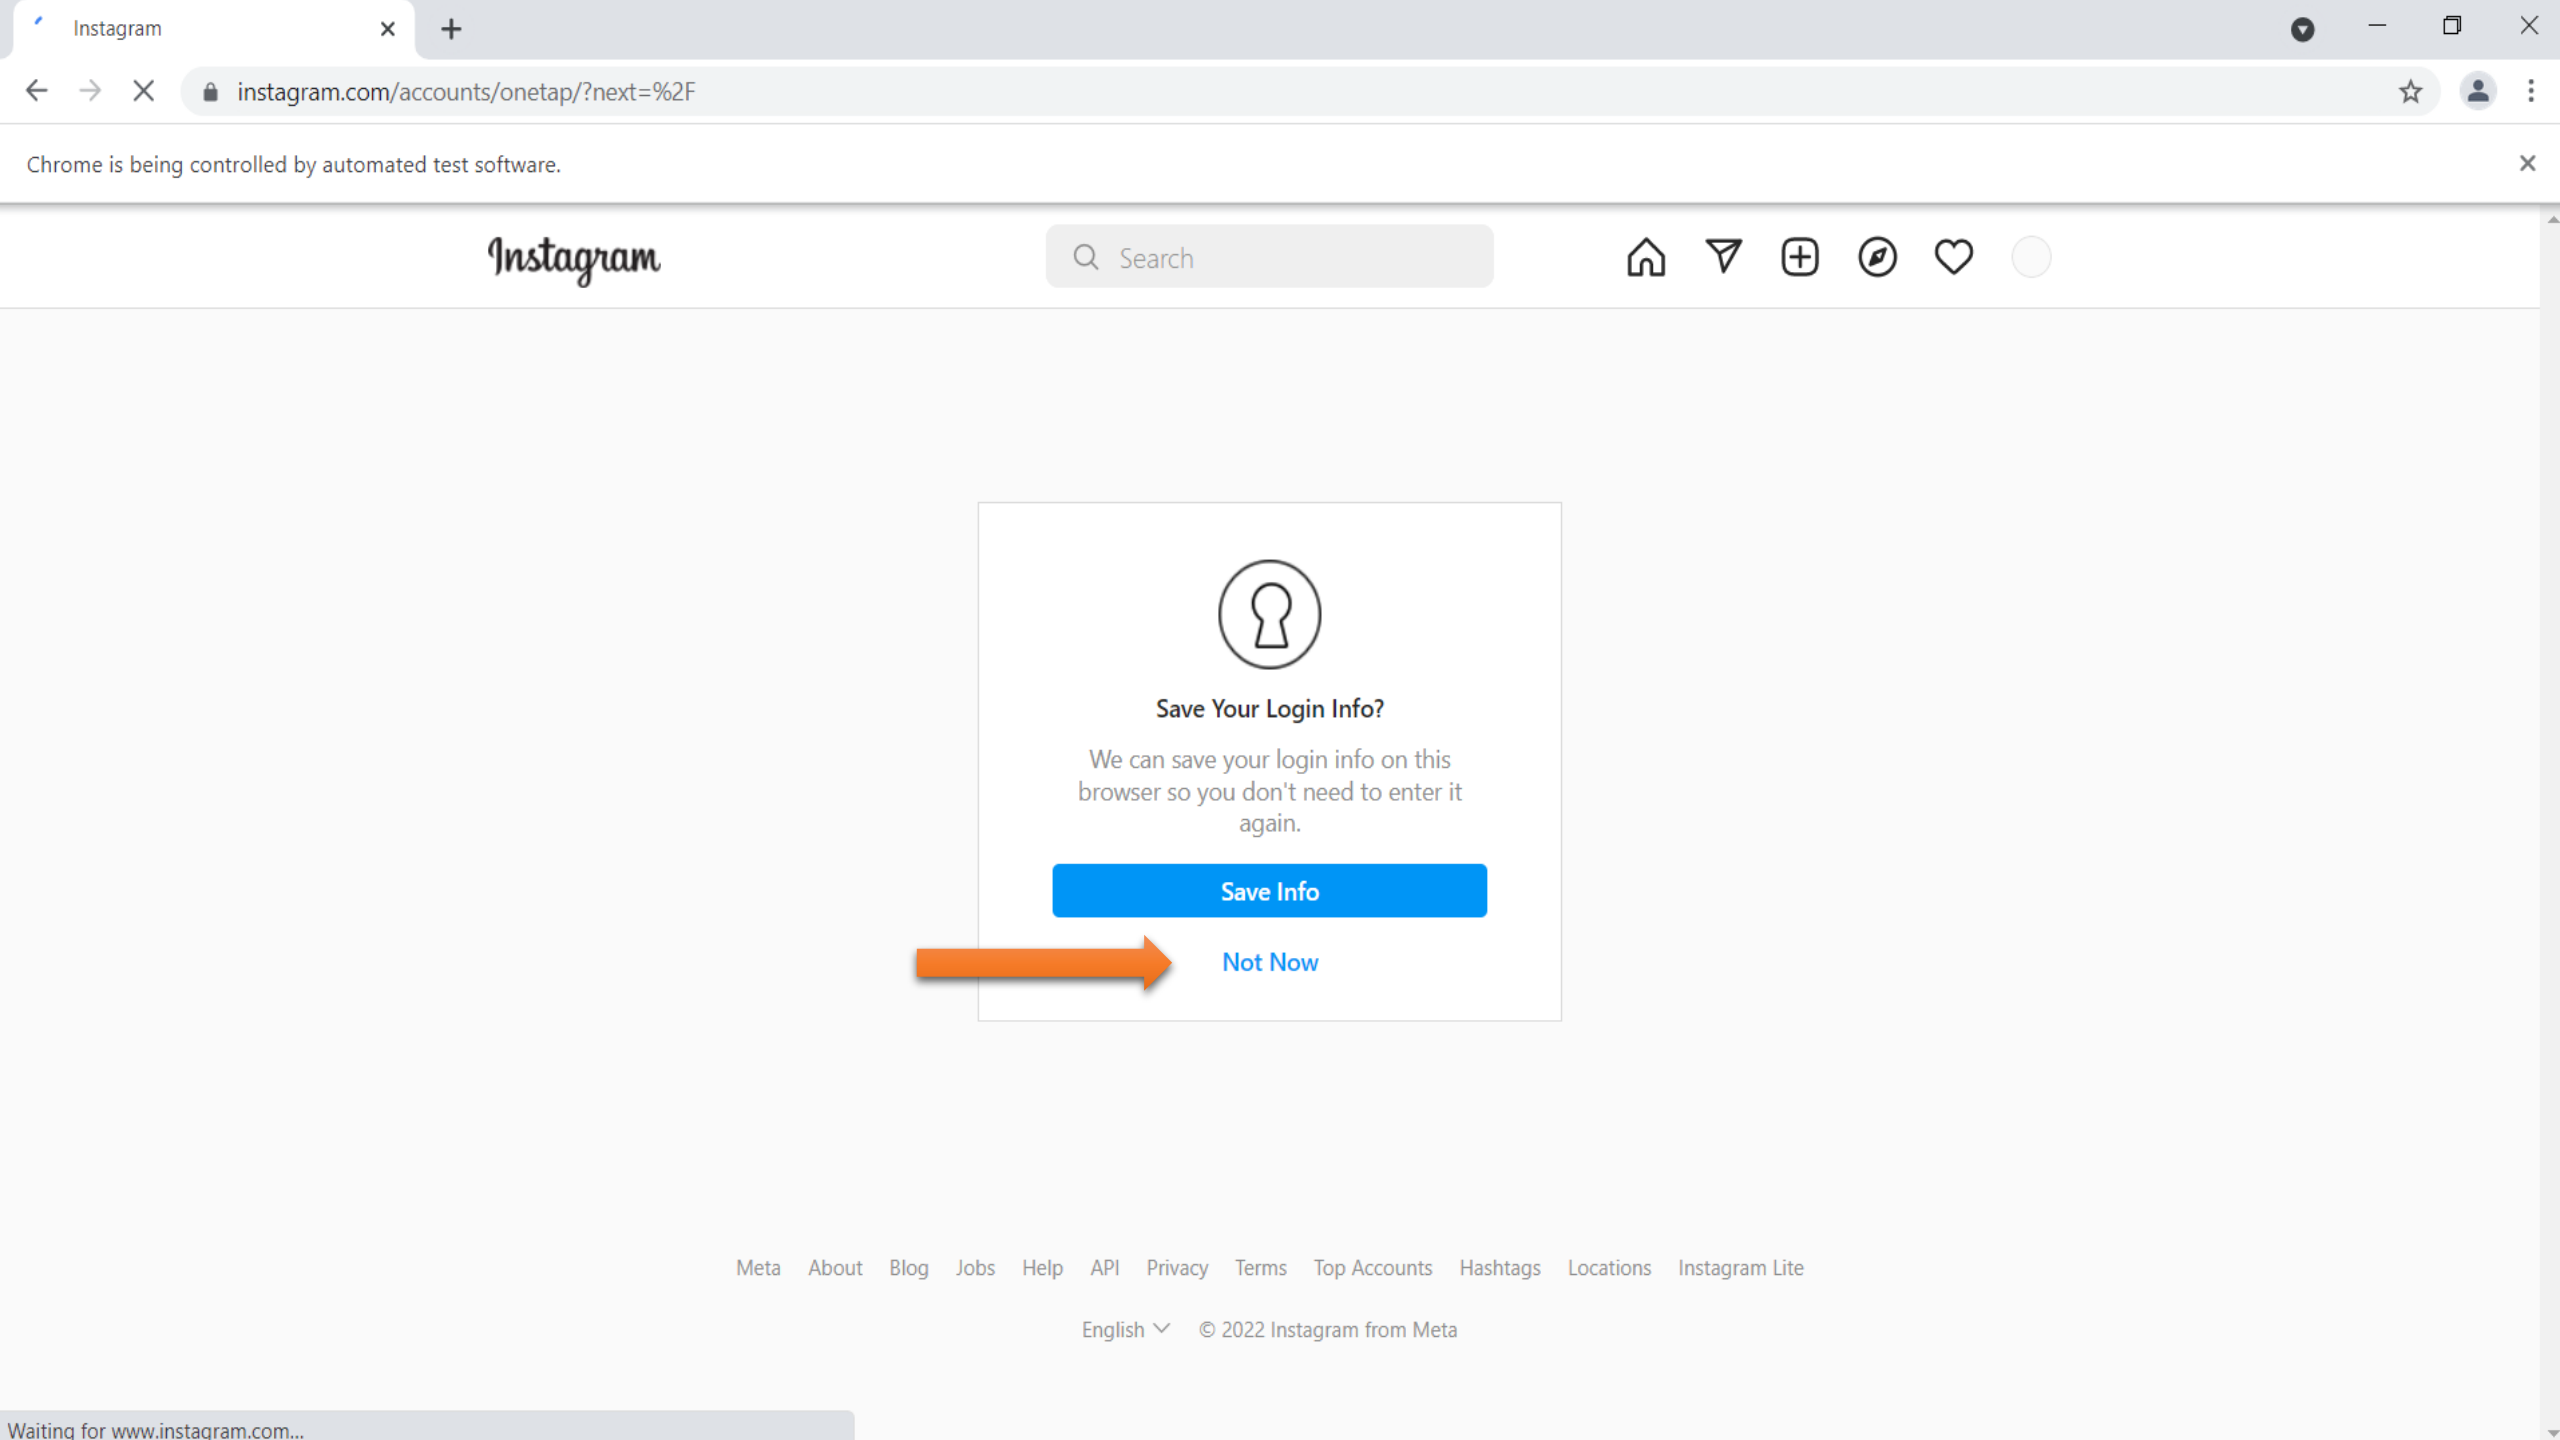 Instagram
instagram.com/accounts/onetap/?next=%2F
Chrome is being controlled by automated test software.
Instagram
Search
Save Your Login Info?
We can save your login info on this
browser so you don't need to enter it
again.
Save Info
Not Now
Meta About Blog Jobs Help API Privacy Terms Top Accounts Hashtags Locations Instagram Lite
English © 2022 Instagram from Meta
Waiting for www.instagram.com...